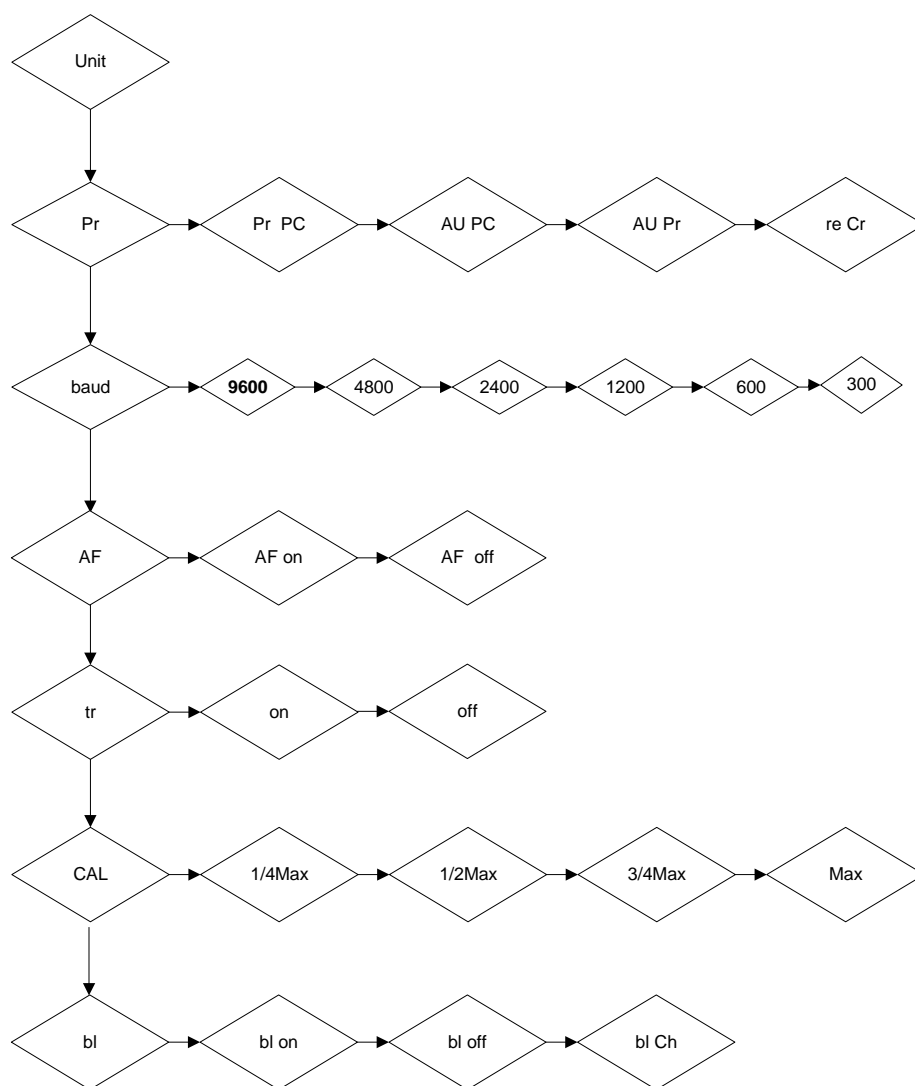 Unit
Pr Pr PC AU PC AU Pr re Cr
baud 9600 4800 2400 1200 600 300
AF AF on AF off
tr on off
CAL 1/4Max 1/2Max 3/4Max Max
bl bl on bl off bl Ch